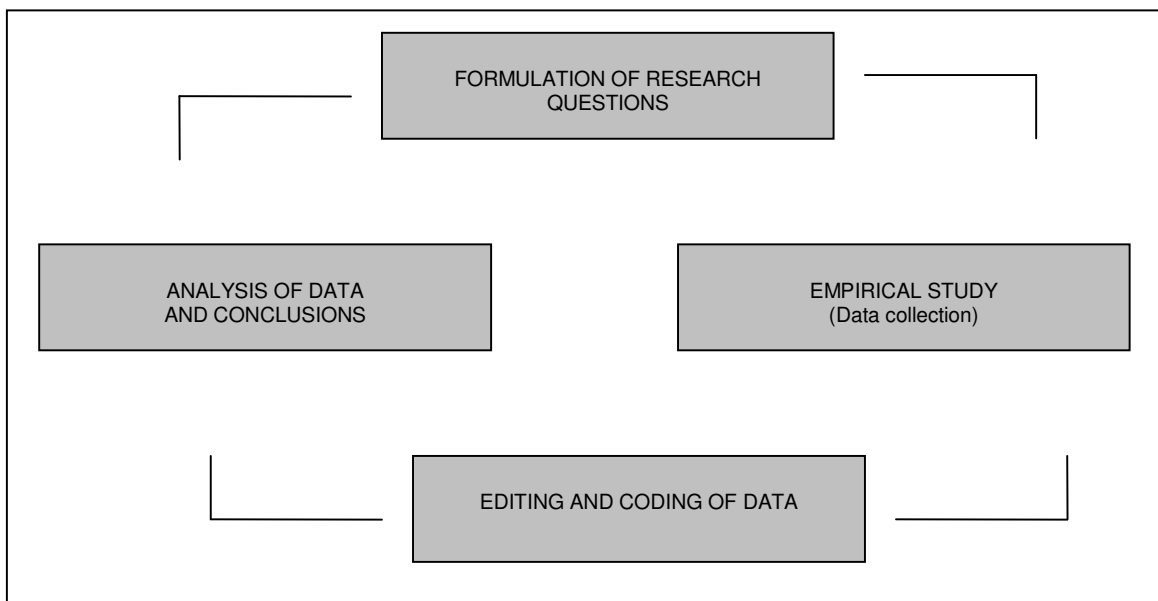 FORMULATION OF RESEARCH
QUESTIONS
ANALYSIS OF DATA
AND CONCLUSIONS
EMPIRICAL STUDY
(Data collection)
EDITING AND CODING OF DATA